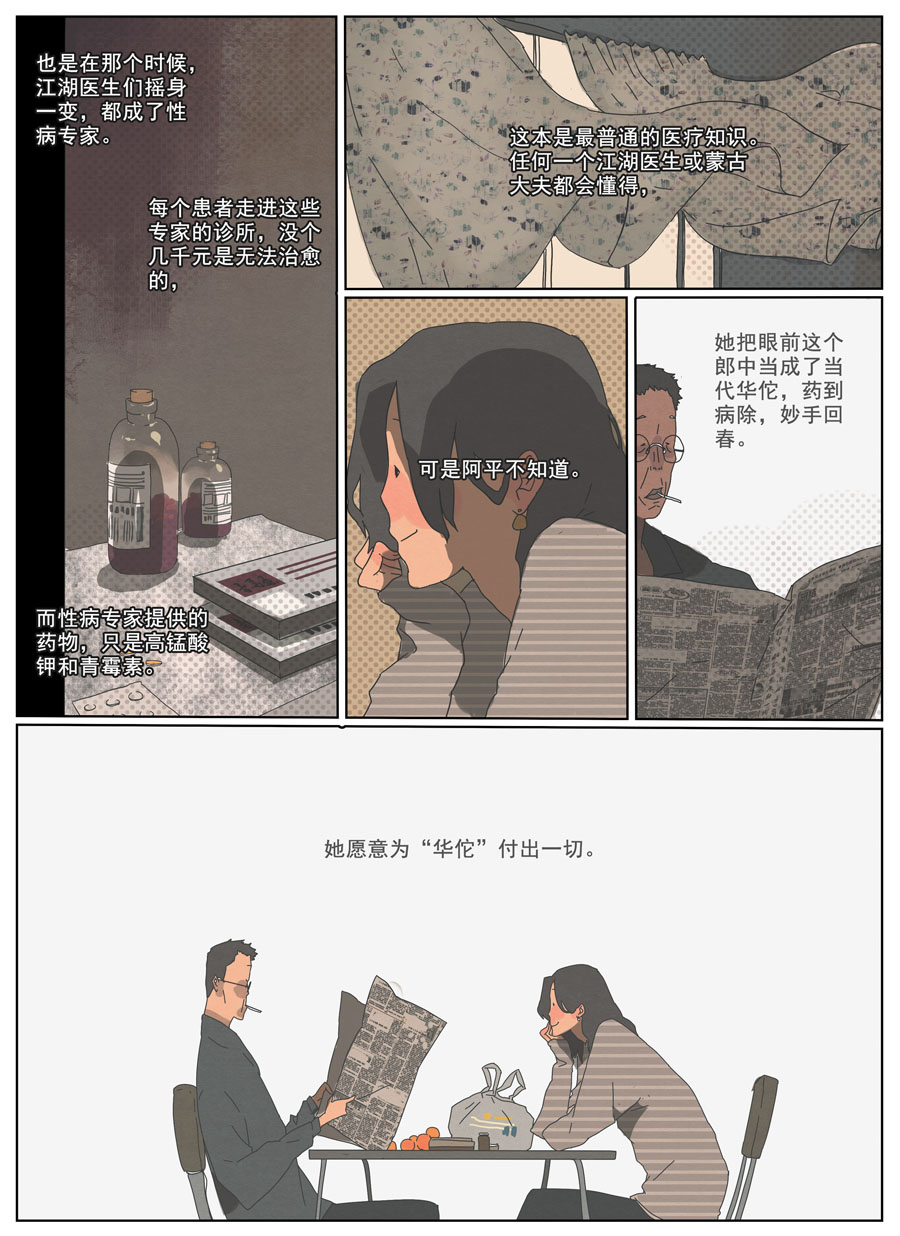 也是在那个时候，
江湖医生们摇身
一变，都成了性
病专家。
每个患者走进这些
专家的诊所，没个
几千元是无法治愈
的，
而性病专家提供的
药物，只是高锰酸
钾和青霉素。
这本是最普通的医疗知识。
任何一个江湖医生或蒙古
大夫都会懂得，
可是阿平不知道。
她把眼前这个
郎中当成了当
代华佗，药到
病除，妙手回
春。
她愿意为“华佗”付出一切。